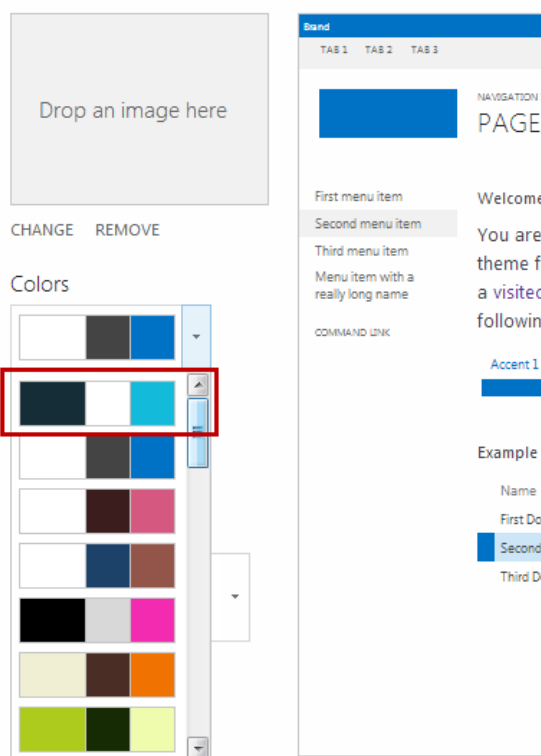 Drop an image here
CHANGE REMOVE
Colors
Brand
TAB 1 TAB 2 TAB 3
NAVIGATION
PAGE
First menu item
Second menu item
Third menu item
Menu item with a
really long name
COMMAND LINK
Welcome
You are
theme f
a visited
followin
Accent 1
Example
Name
First Do
Second
Third D